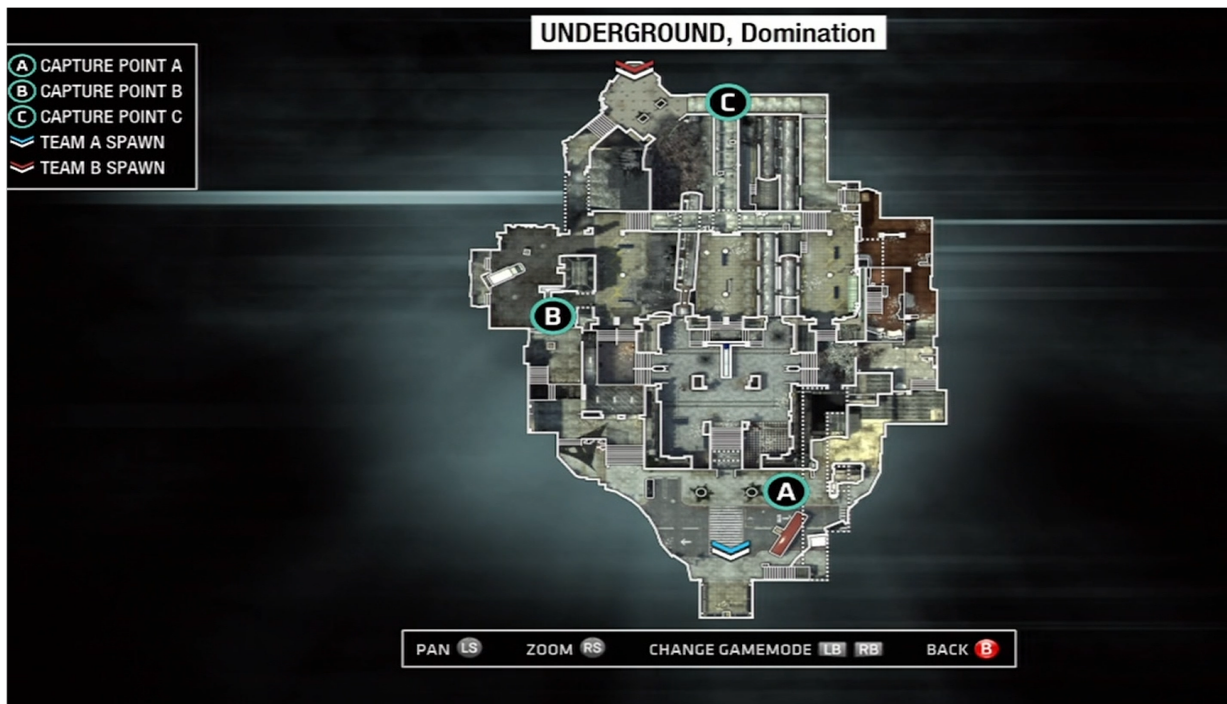 UNDERGROUND, Domination
A CAPTURE POINT A
B CAPTURE POINT B
C CAPTURE POINT C
TEAM A SPAWN
TEAM B SPAWN
C
B
A
PAN LS ZOOM RS CHANGE GAMEMODE LB RB BACK B